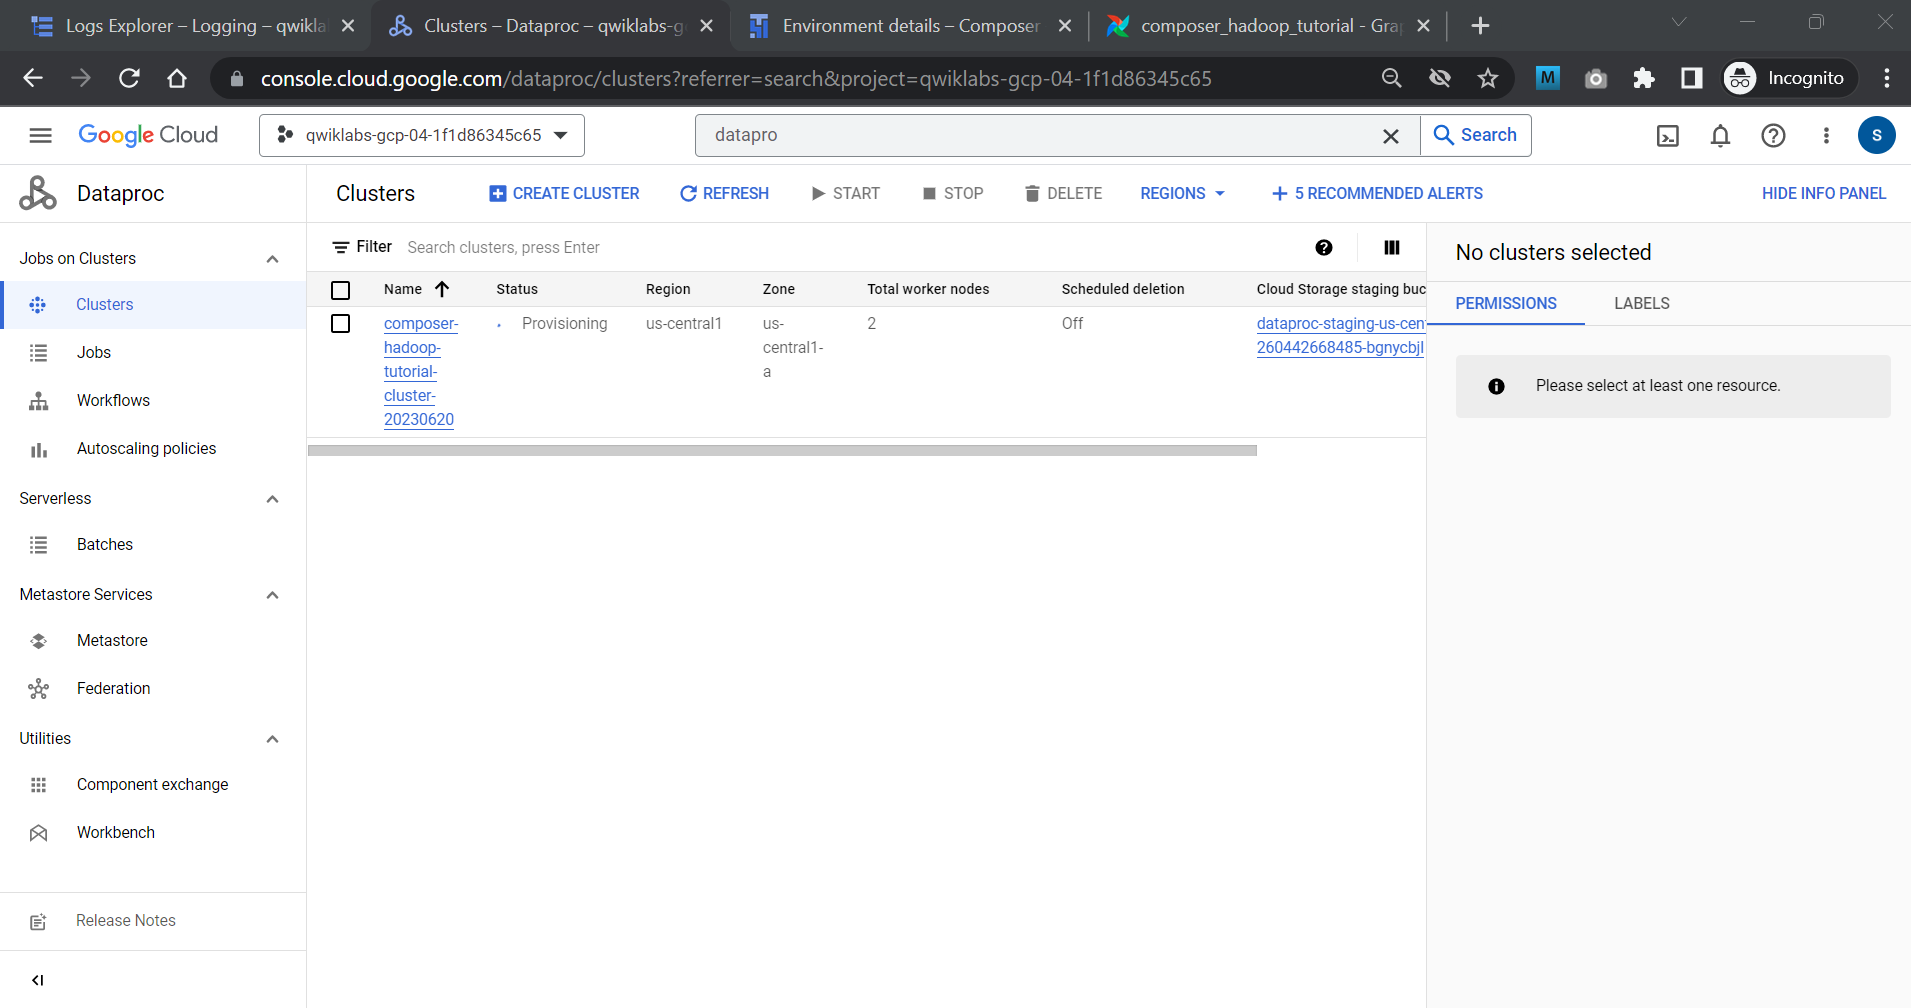 Logs Explorer – Logging – qwikla
Clusters – Dataproc – qwiklabs-g
Environment details – Composer
composer_hadoop_tutorial - Gra
console.cloud.google.com/dataproc/clusters?referrer=search&project=qwiklabs-gcp-04-1f1d86345c65
M
Incognito
Google Cloud
qwiklabs-gcp-04-1f1d86345c65
datapro
Search
S
Dataproc
Clusters
CREATE CLUSTER
REFRESH
START
STOP
DELETE
REGIONS
5 RECOMMENDED ALERTS
HIDE INFO PANEL
Jobs on Clusters
Clusters
Jobs
Workflows
Autoscaling policies
Serverless
Batches
Metastore Services
Metastore
Federation
Utilities
Component exchange
Workbench
Release Notes
Filter Search clusters, press Enter
Name Status Region Zone Total worker nodes Scheduled deletion Cloud Storage staging buc
composer-
hadoop-
tutorial-
cluster-
20230620
Provisioning
us-central1
us-
central1-
a
2
Off
dataproc-staging-us-cen
260442668485-bgnycbjl
No clusters selected
PERMISSIONS
LABELS
Please select at least one resource.